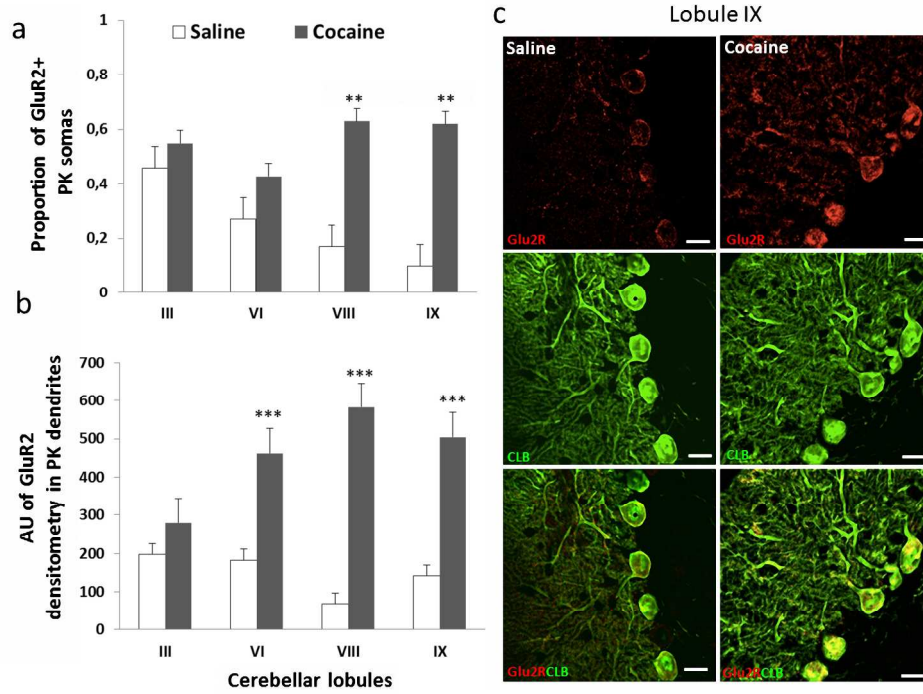 a
Saline
Cocaine
Proportion of GluR2+
PK somas
1
0,8
0,6
0,4
0,2
0
**
**
III
VI
VIII
IX
b
AU of GluR2
densitometry in PK dendrites
700
600
500
400
300
200
100
0
***
***
***
III
VI
VIII
IX
Cerebellar lobules
c
Lobule IX
Saline
Cocaine
Glu2R
Glu2R
CLB
CLB
Glu2RCLB
Glu2RCLB